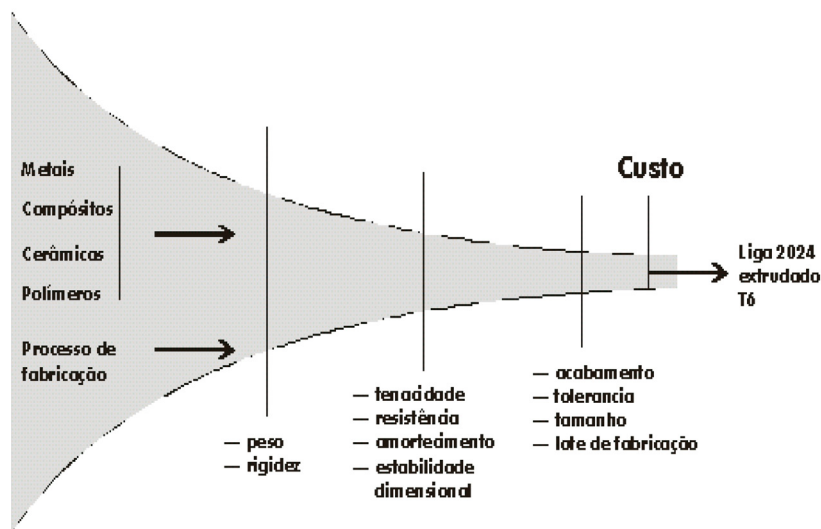 Metais
Compósitos
Cerâmicas
Polímeros
Processo de
fabricação
— peso
— rigidez
— tenacidade
— resistência
— amortecimento
— estabilidade
dimensional
— acabamento
— tolerancia
— tamanho
— lote de fabricação
Custo
Liga 2024
extrudado
T6